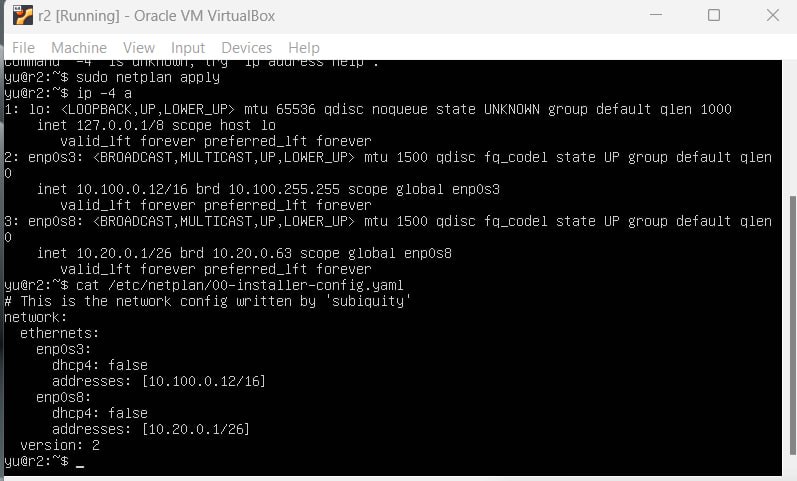 r2 [Running] - Oracle VM VirtualBox
File Machine View Input Devices Help
Command "-4" is unknown, try "ip address help".
yu@r2:~$ sudo netplan apply
yu@r2:~$ ip -4 a
1: lo: <LOOPBACK,UP,LOWER_UP> mtu 65536 qdisc noqueue state UNKNOWN group default qlen 1000
    inet 127.0.0.1/8 scope host lo
       valid_lft forever preferred_lft forever
2: enp0s3: <BROADCAST,MULTICAST,UP,LOWER_UP> mtu 1500 qdisc fq_codel state UP group default qlen
0
    inet 10.100.0.12/16 brd 10.100.255.255 scope global enp0s3
       valid_lft forever preferred_lft forever
3: enp0s8: <BROADCAST,MULTICAST,UP,LOWER_UP> mtu 1500 qdisc fq_codel state UP group default qlen
0
    inet 10.20.0.1/26 brd 10.20.0.63 scope global enp0s8
       valid_lft forever preferred_lft forever
yu@r2:~$ cat /etc/netplan/00-installer-config.yaml
# This is the network config written by 'subiquity'
network:
  ethernets:
    enp0s3:
      dhcp4: false
      addresses: [10.100.0.12/16]
    enp0s8:
      dhcp4: false
      addresses: [10.20.0.1/26]
  version: 2
yu@r2:~$ _